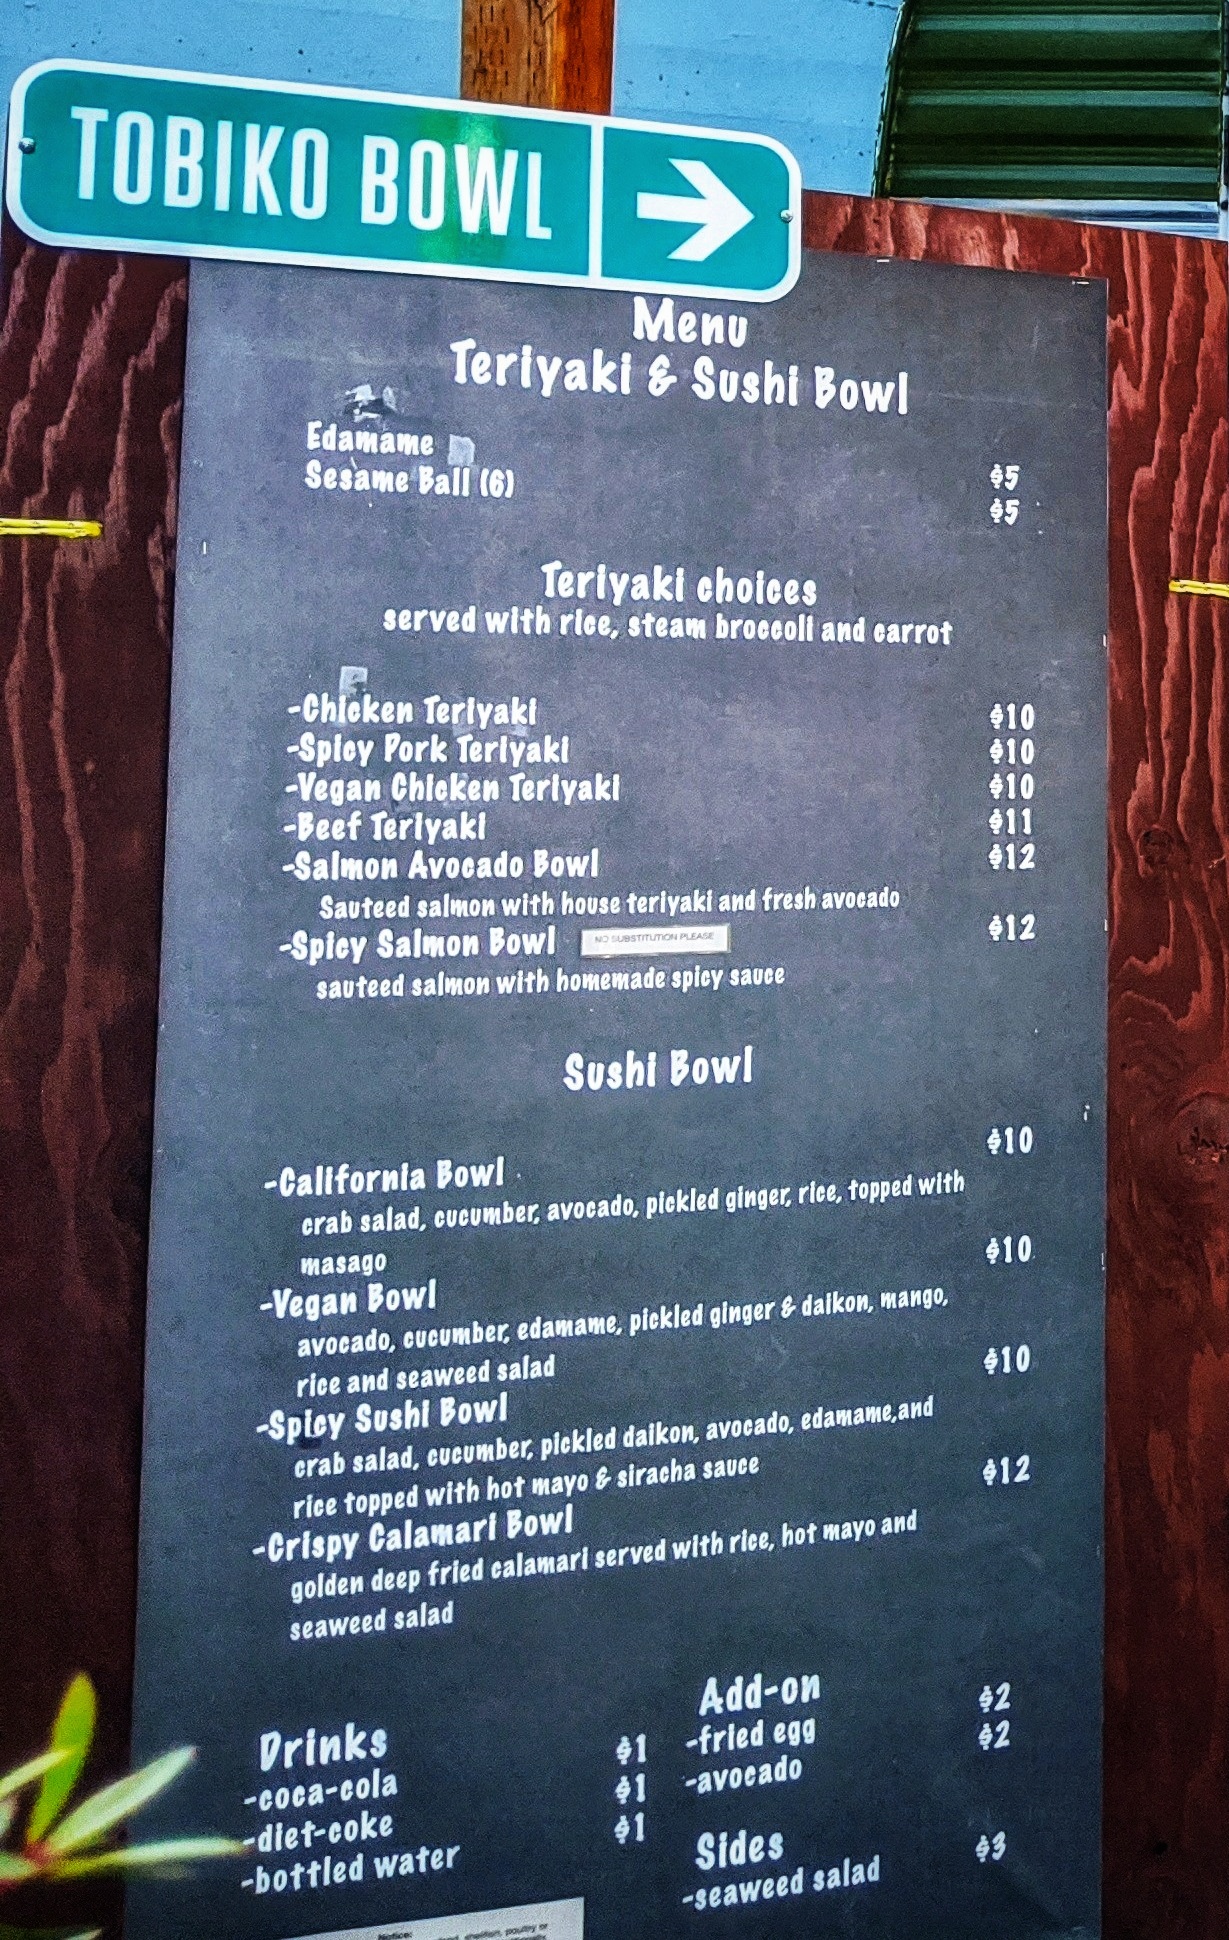 TOBIKO BOWL →
Menu
Teriyaki & Sushi Bowl
Edamame $5
Sesame Ball (6) $5
Teriyaki choices
served with rice, steam broccoli and carrot
-Chicken Teriyaki $10
-Spicy Pork Teriyaki $10
-Vegan Chicken Teriyaki $10
-Beef Teriyaki $11
-Salmon Avocado Bowl $12
Sauteed salmon with house teriyaki and fresh avocado
-Spicy Salmon Bowl NO SUBSTITUTION PLEASE $12
sauteed salmon with homemade spicy sauce
Sushi Bowl
-California Bowl $10
crab salad, cucumber, avocado, pickled ginger, rice, topped with
masago
-Vegan Bowl $10
avocado, cucumber, edamame, pickled ginger & daikon, mango,
rice and seaweed salad
-Spicy Sushi Bowl $10
crab salad, cucumber, pickled daikon, avocado, edamame,and
rice topped with hot mayo & siracha sauce
-Crispy Calamari Bowl $12
golden deep fried calamari served with rice, hot mayo and
seaweed salad
Drinks
-coca-cola $1
-diet-coke $1
-bottled water $1
Add-on
-fried egg $2
-avocado $2
Sides
-seaweed salad $3
Notice:
poultry or